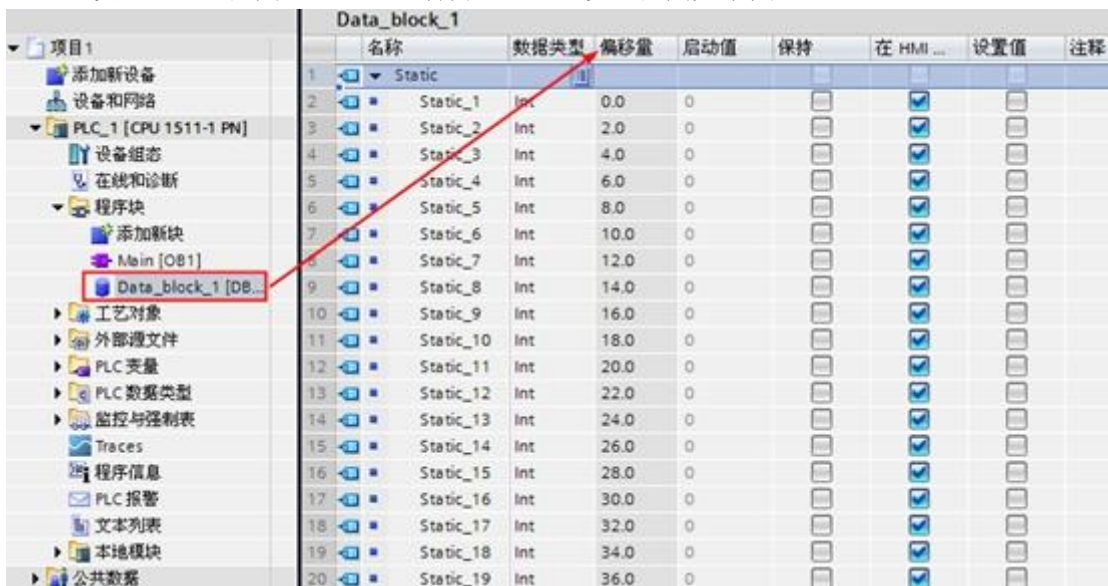 Data_block_1
名称 数据类型 偏移量 启动值 保持 在 HMI ... 设置值 注释
项目1
添加新设备
设备和网络
PLC_1 [CPU 1511-1 PN]
设备组态
在线和诊断
程序块
添加新块
Main [OB1]
Data_block_1 [DB...
工艺对象
外部源文件
PLC 变量
PLC 数据类型
监控与强制表
Traces
程序信息
PLC 报警
文本列表
本地模块
公共数据
1 Static
2 Static_1 Int 0.0 0
3 Static_2 Int 2.0 0
4 Static_3 Int 4.0 0
5 Static_4 Int 6.0 0
6 Static_5 Int 8.0 0
7 Static_6 Int 10.0 0
8 Static_7 Int 12.0 0
9 Static_8 Int 14.0 0
10 Static_9 Int 16.0 0
11 Static_10 Int 18.0 0
12 Static_11 Int 20.0 0
13 Static_12 Int 22.0 0
14 Static_13 Int 24.0 0
15 Static_14 Int 26.0 0
16 Static_15 Int 28.0 0
17 Static_16 Int 30.0 0
18 Static_17 Int 32.0 0
19 Static_18 Int 34.0 0
20 Static_19 Int 36.0 0